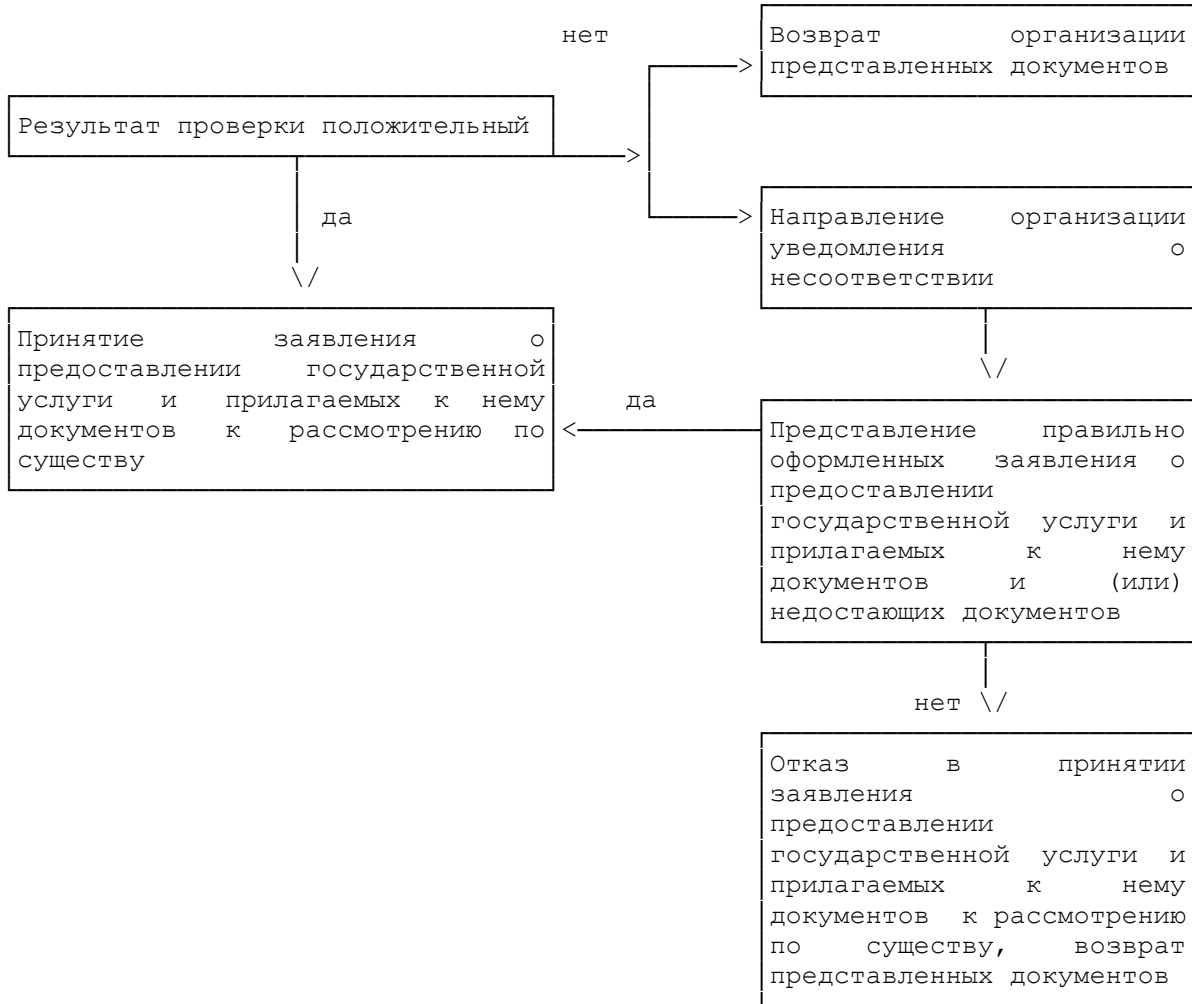 нет
Возврат организации
представленных документов
Результат проверки положительный
да
Направление организации
уведомления о
несоответствии
Принятие заявления о
предоставлении государственной
услуги и прилагаемых к нему
документов к рассмотрению по
существу
да
Представление правильно
оформленных заявления о
предоставлении
государственной услуги и
прилагаемых к нему
документов и (или)
недостающих документов
нет
Отказ в принятии
заявления о
предоставлении
государственной услуги и
прилагаемых к нему
документов к рассмотрению
по существу, возврат
представленных документов